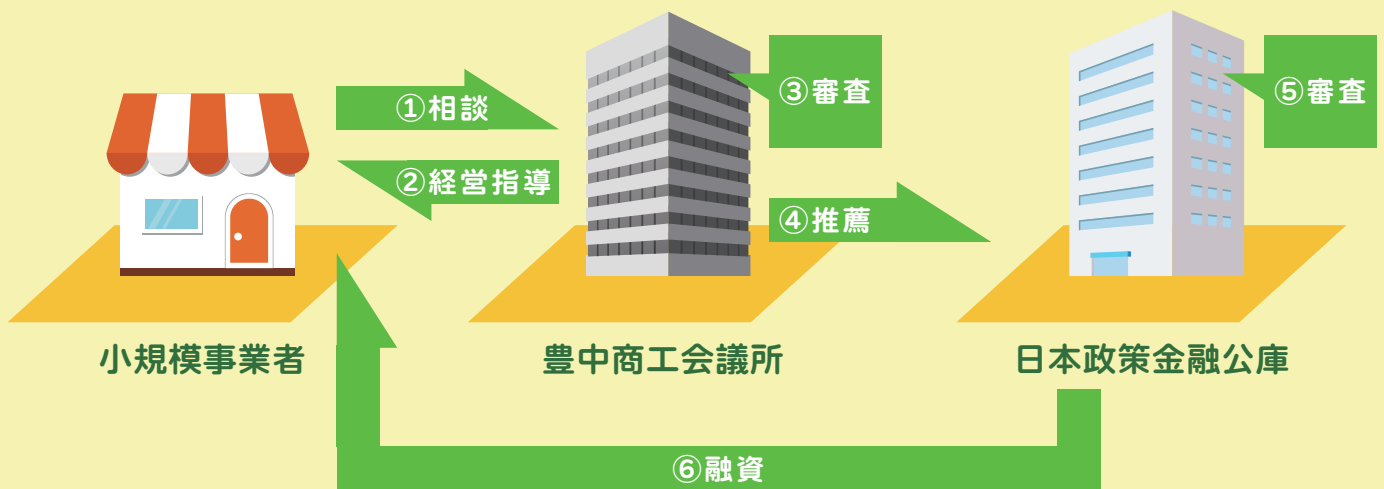 ①相談
②経営指導
③審査
④推薦
⑤審査
小規模事業者
豊中商工会議所
日本政策金融公庫
⑥融資